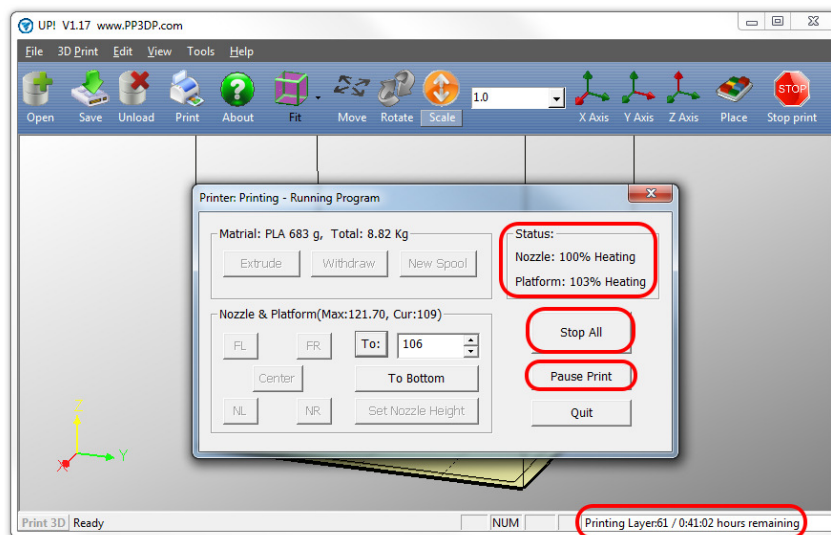 UP! V1.17 www.PP3DP.com
File 3D Print Edit View Tools Help
Open Save Unload Print About Fit Move Rotate Scale 1.0 X Axis Y Axis Z Axis Place STOP Stop print
Printer: Printing - Running Program
Matrial: PLA 683 g, Total: 8.82 Kg
Extrude Withdraw New Spool
Status:
Nozzle: 100% Heating
Platform: 103% Heating
Nozzle & Platform(Max:121.70, Cur:109)
FL FR To: 106
Center To Bottom
NL NR Set Nozzle Height
Stop All
Pause Print
Quit
Z
X Y
Print 3D Ready NUM Printing Layer:61 / 0:41:02 hours remaining